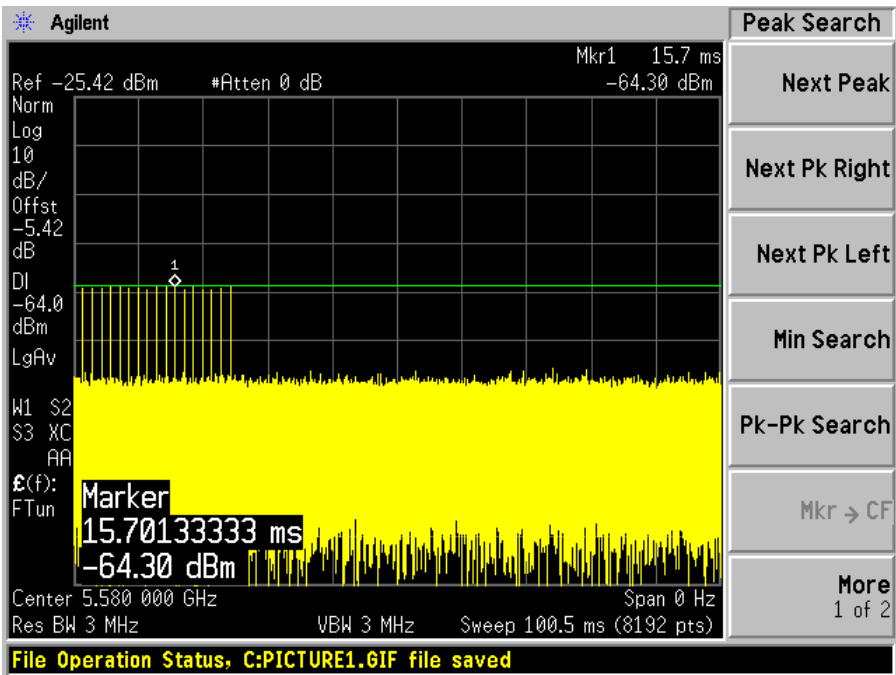 Agilent
Peak Search
Mkr1 15.7 ms
Ref -25.42 dBm #Atten 0 dB -64.30 dBm
Norm
Log
10
dB/
Offst
-5.42
dB
DI
-64.0
dBm
LgAv
W1 S2
S3 XC
AA
£(f):
FTun
1
Marker
15.70133333 ms
-64.30 dBm
Center 5.580 000 GHz Span 0 Hz
Res BW 3 MHz VBW 3 MHz Sweep 100.5 ms (8192 pts)
File Operation Status, C:PICTURE1.GIF file saved
Next Peak
Next Pk Right
Next Pk Left
Min Search
Pk-Pk Search
Mkr → CF
More
1 of 2